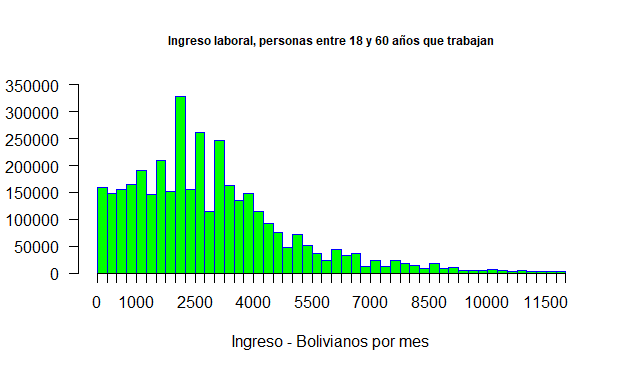 Ingreso laboral, personas entre 18 y 60 años que trabajan
350000
300000
250000
200000
150000
100000
50000
0
0 1000 2500 4000 5500 7000 8500 10000 11500
Ingreso - Bolivianos por mes